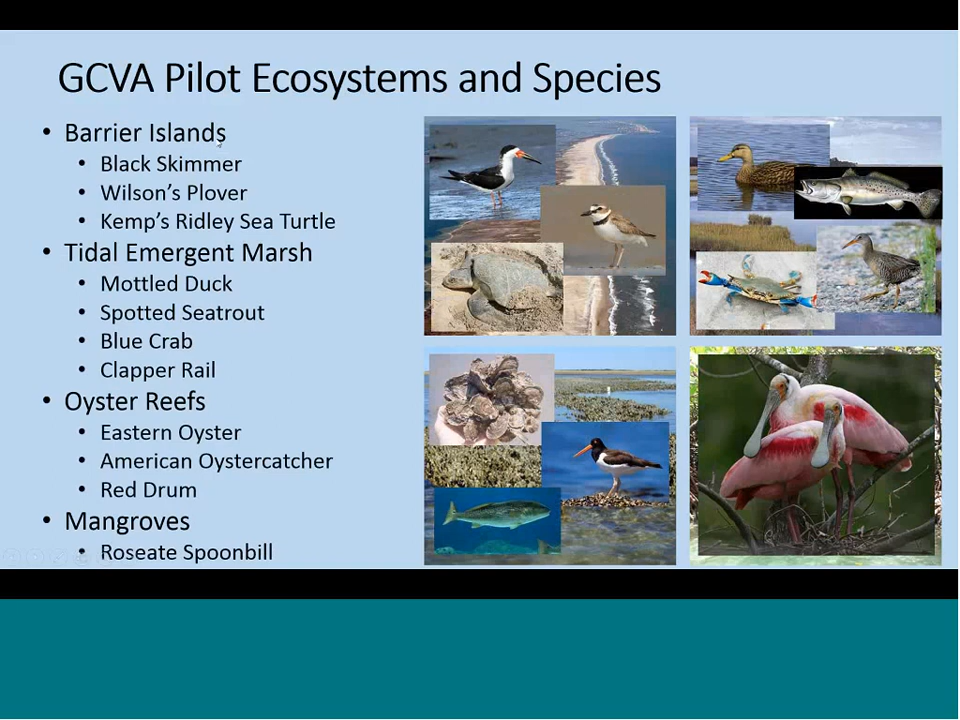 GCVA Pilot Ecosystems and Species
• Barrier Islands
• Black Skimmer
• Wilson's Plover
• Kemp's Ridley Sea Turtle
• Tidal Emergent Marsh
• Mottled Duck
• Spotted Seatrout
• Blue Crab
• Clapper Rail
• Oyster Reefs
• Eastern Oyster
• American Oystercatcher
• Red Drum
• Mangroves
• Roseate Spoonbill